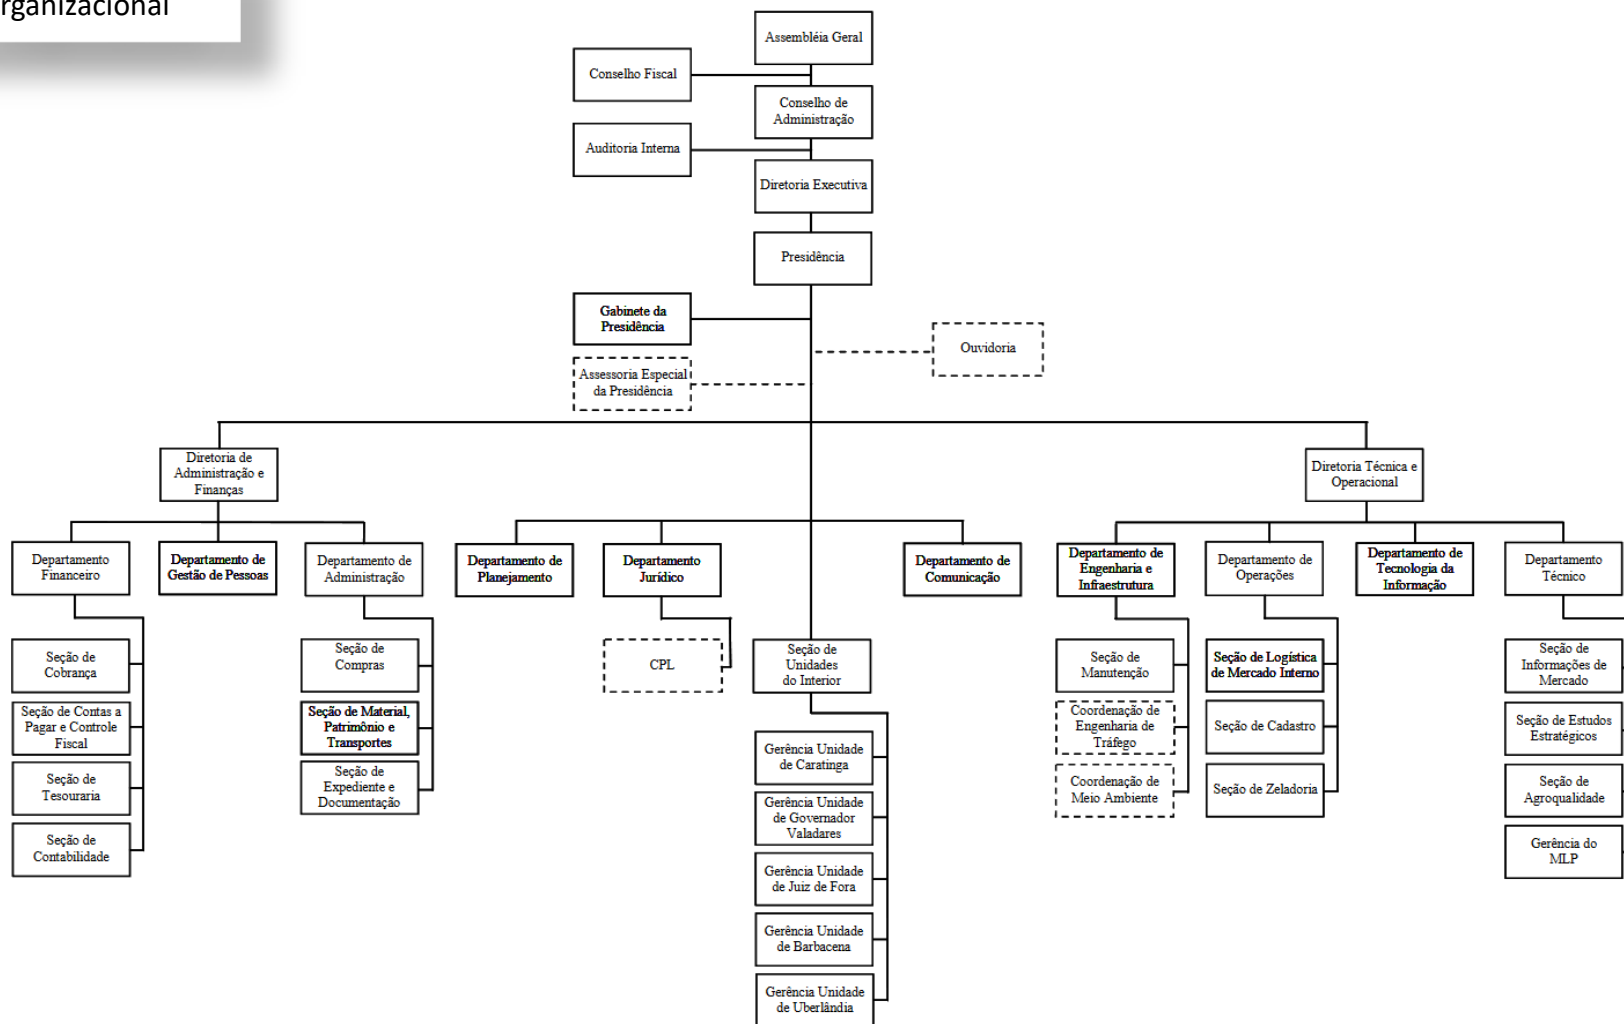 rganizacional
Assembléia Geral
Conselho Fiscal
Conselho de
Administração
Auditoria Interna
Diretoria Executiva
Presidência
Gabinete da
Presidência
Ouvidoria
Assessoria Especial
da Presidência
Diretoria de
Administração e
Finanças
Diretoria Técnica e
Operacional
Departamento
Financeiro
Departamento de
Gestão de Pessoas
Departamento de
Administração
Departamento de
Planejamento
Departamento
Jurídico
Departamento de
Comunicação
Departamento de
Engenharia e
Infraestrutura
Departamento de
Operações
Departamento de
Tecnologia da
Informação
Departamento
Técnico
Seção de
Cobrança
Seção de Contas a
Pagar e Controle
Fiscal
Seção de
Tesouraria
Seção de
Contabilidade
Seção de
Compras
Seção de Material,
Patrimônio e
Transportes
Seção de
Expediente e
Documentação
CPL
Seção de
Unidades
do Interior
Gerência Unidade
de Caratinga
Gerência Unidade
de Governador
Valadares
Gerência Unidade
de Juiz de Fora
Gerência Unidade
de Barbacena
Gerência Unidade
de Uberlândia
Seção de
Manutenção
Coordenação de
Engenharia de
Tráfego
Coordenação de
Meio Ambiente
Seção de Logística
de Mercado Interno
Seção de Cadastro
Seção de Zeladoria
Seção de
Informações de
Mercado
Seção de Estudos
Estratégicos
Seção de
Agroqualidade
Gerência do
MLP